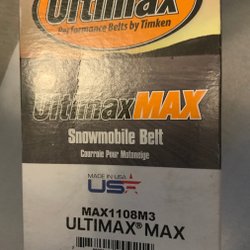 Ultimax
Performance Belts by Timken
UltimaxMAX
Snowmobile Belt
Courroie Pour Motoneige
MADE IN USA
USA
MAX1108M3
ULTIMAX® MAX